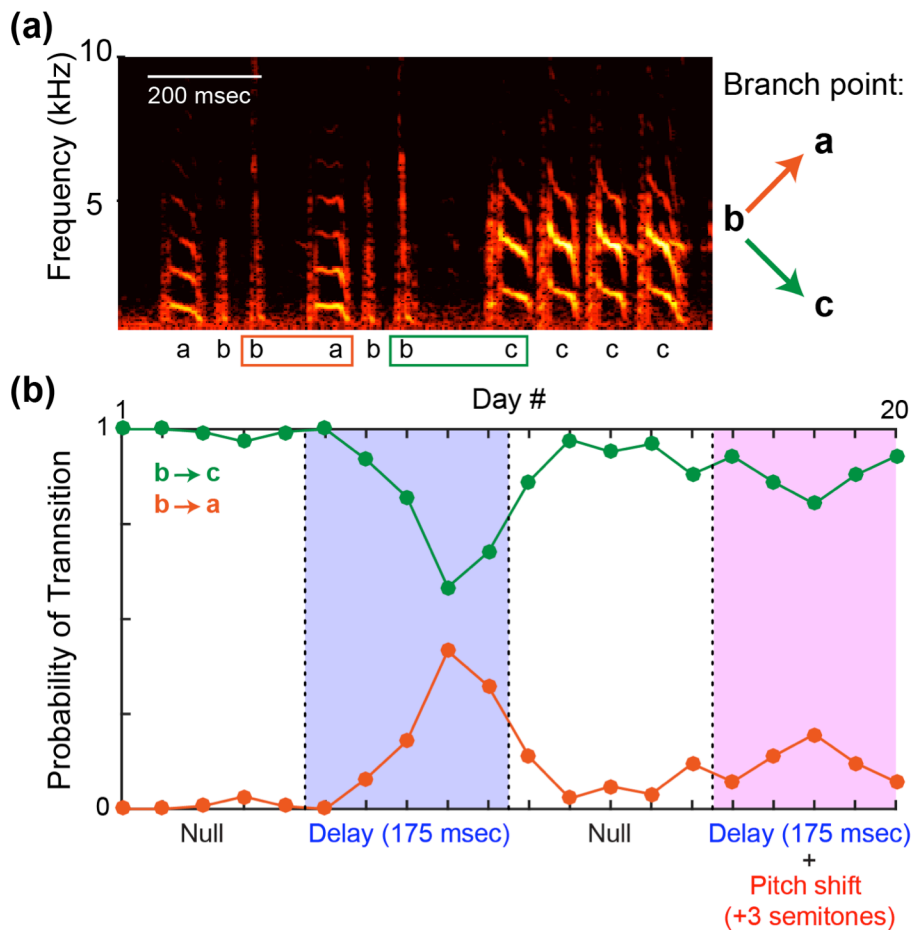 (a)
10
5
Frequency (kHz)
200 msec
Branch point:
a
b
c
a b b a b b c c c c
(b)
1 1 Day # 20
b→c
b→a
Probability of Trannsition
0
Null Delay (175 msec) Null Delay (175 msec)
+
Pitch shift
(+3 semitones)